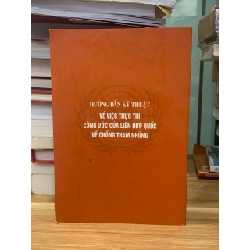 HƯỚNG DẪN KỸ THUẬT
VỀ VIỆC THỰC THI
CÔNG ƯỚC CỦA LIÊN HỢP QUỐC
VỀ CHỐNG THAM NHŨNG